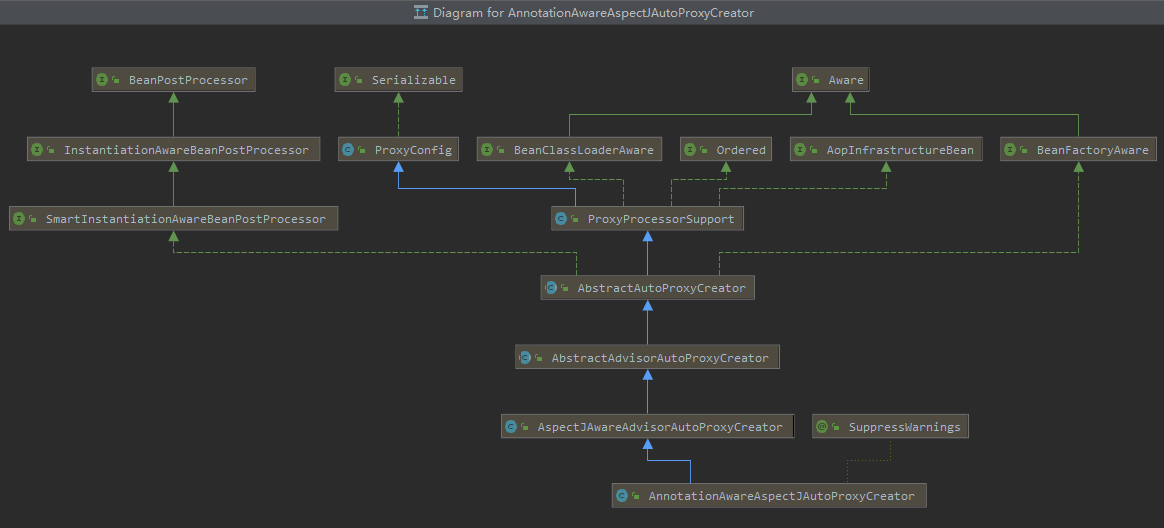 Diagram for AnnotationAwareAspectJAutoProxyCreator
BeanPostProcessor
Serializable
Aware
InstantiationAwareBeanPostProcessor
ProxyConfig
BeanClassLoaderAware
Ordered
AopInfrastructureBean
BeanFactoryAware
SmartInstantiationAwareBeanPostProcessor
ProxyProcessorSupport
AbstractAutoProxyCreator
AbstractAdvisorAutoProxyCreator
AspectJAwareAdvisorAutoProxyCreator
SuppressWarnings
AnnotationAwareAspectJAutoProxyCreator